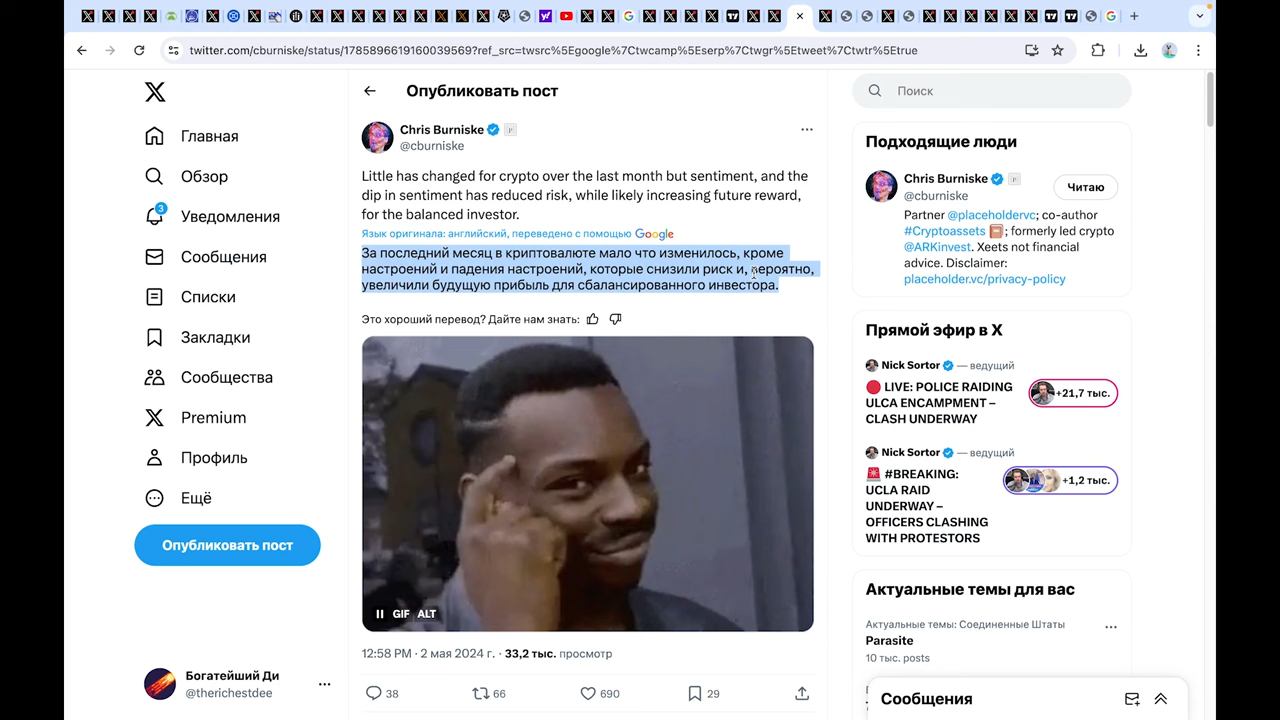 twitter.com/cburniske/status/1785896619160039569?ref_src=twsrc%5Egoogle%7Ctwcamp%5Eserp%7Ctwgr%5Etweet%7Ctwtr%5Etrue
Главная
Обзор
3
Уведомления
Сообщения
Списки
Закладки
Сообщества
Premium
Профиль
Ещё
Опубликовать пост
Богатейший Ди
@therichestdee
Опубликовать пост
Chris Burniske
@cburniske
Little has changed for crypto over the last month but sentiment, and the
dip in sentiment has reduced risk, while likely increasing future reward,
for the balanced investor.
Язык оригинала: английский, переведено с помощью Google
За последний месяц в криптовалюте мало что изменилось, кроме
настроений и падения настроений, которые снизили риск и, вероятно,
увеличили будущую прибыль для сбалансированного инвестора.
Это хороший перевод? Дайте нам знать:
GIF ALT
12:58 PM · 2 мая 2024 г. · 33,2 тыс. просмотр
38 66 690 29
Поиск
Подходящие люди
Chris Burniske
@cburniske
Читаю
Partner @placeholdervc; co-author
#Cryptoassets ; formerly led crypto
@ARKinvest. Xeets not financial
advice. Disclaimer:
placeholder.vc/privacy-policy
Прямой эфир в X
Nick Sortor — ведущий
LIVE: POLICE RAIDING
ULCA ENCAMPMENT –
CLASH UNDERWAY
+21,7 тыс.
Nick Sortor — ведущий
#BREAKING:
UCLA RAID
UNDERWAY –
OFFICERS CLASHING
WITH PROTESTORS
+1,2 тыс.
Актуальные темы для вас
Актуальные темы: Соединенные Штаты
Parasite
10 тыс. posts
Сообщения